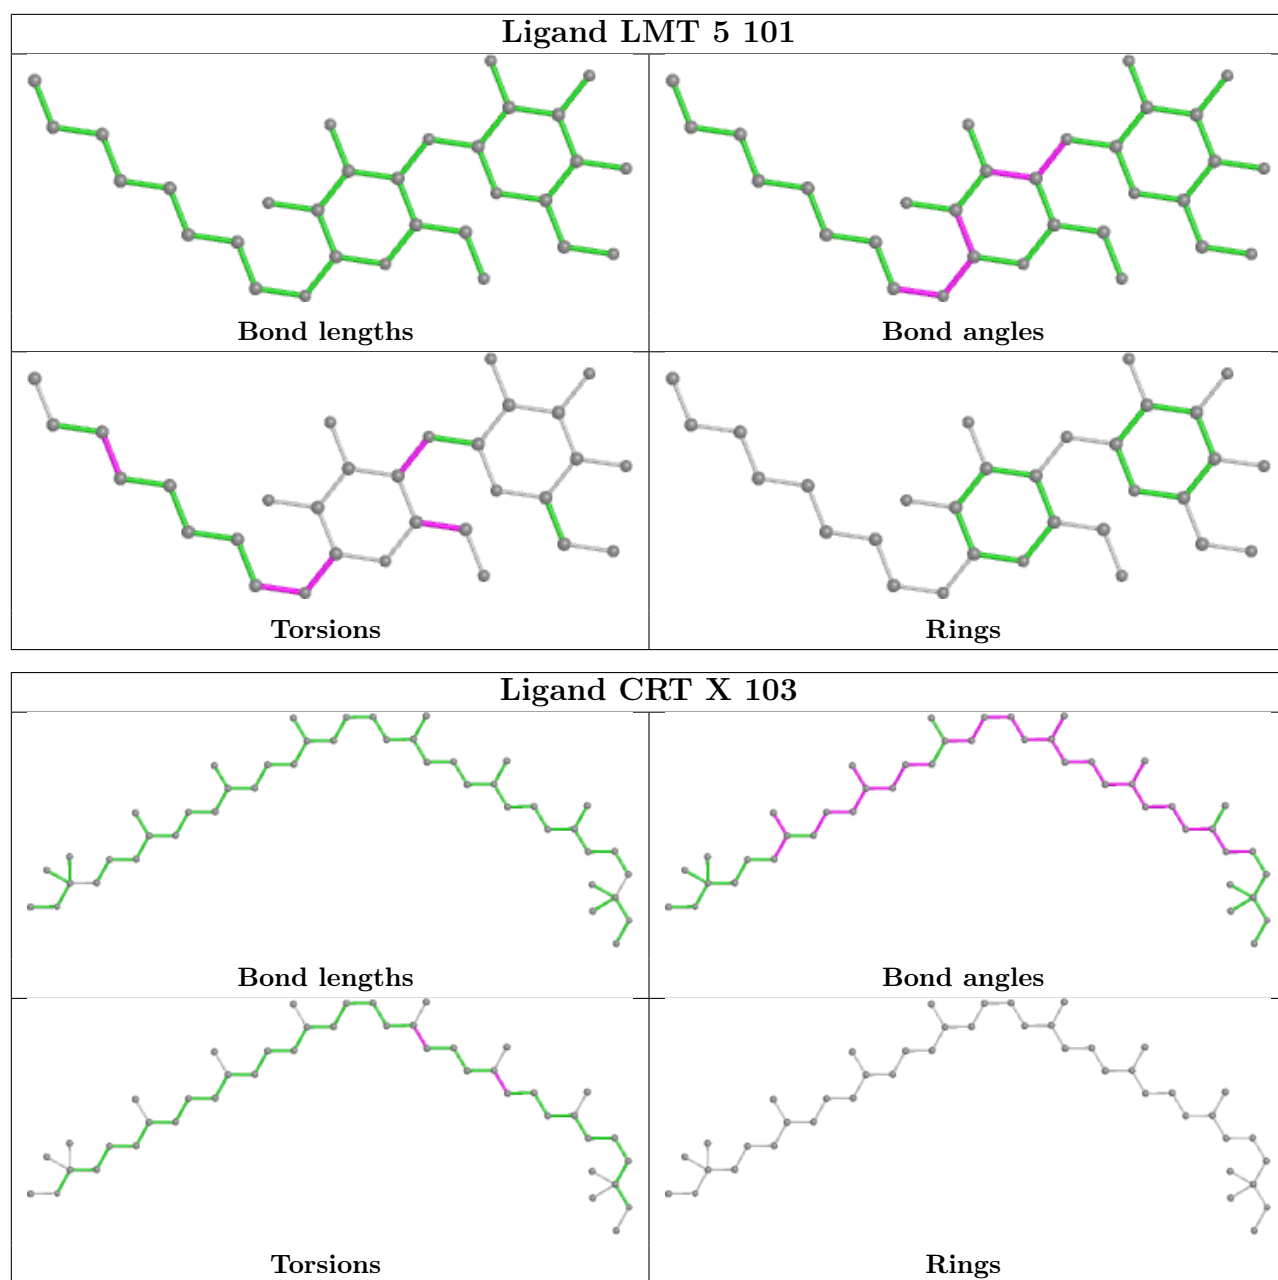 Ligand LMT 5 101
Bond lengths
Bond angles
Torsions
Rings
Ligand CRT X 103
Bond lengths
Bond angles
Torsions
Rings